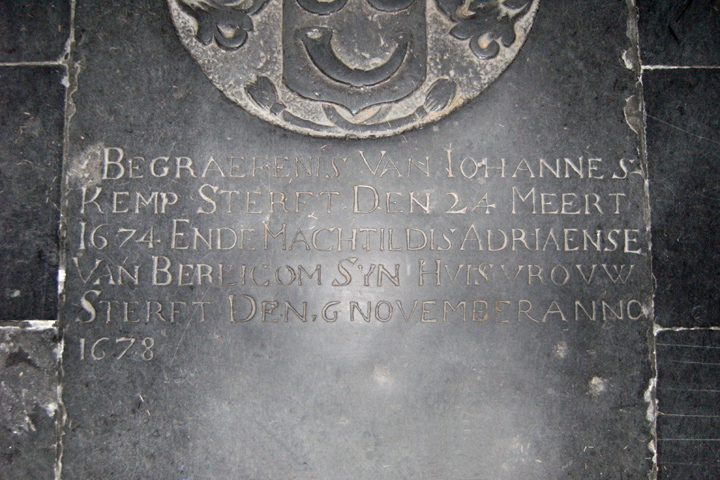 BEGRAEFENIS VAN IOHANNES
KEMP STERFT DEN 24 MEERT
1674 ENDE MACHTILDIS ADRIAENSE
VAN BERLICOM SYN HVISVROVW
STERFT DEN, 6 NOVEMBER ANNO
1678